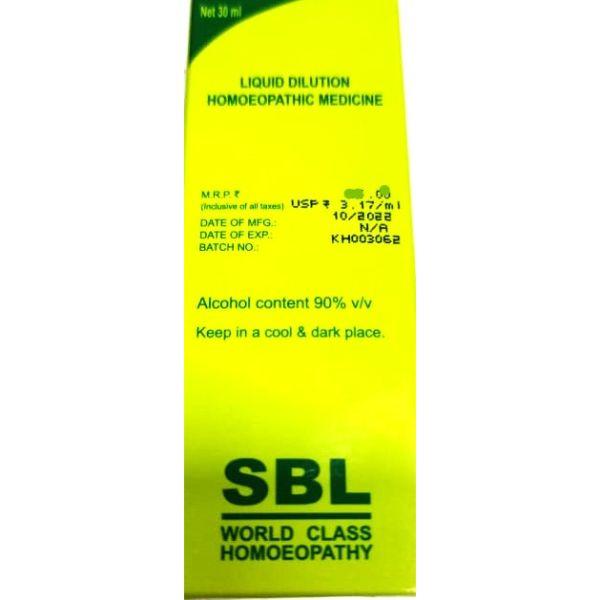 Net 30 ml
LIQUID DILUTION
HOMOEOPATHIC MEDICINE
M.R.P. ₹ .00
(Inclusive of all taxes) USP ₹ 3.17/ml
DATE OF MFG.: 10/2022
DATE OF EXP.: N/A
BATCH NO.: KH003062
Alcohol content 90% v/v
Keep in a cool & dark place.
SBL
WORLD CLASS
HOMOEOPATHY